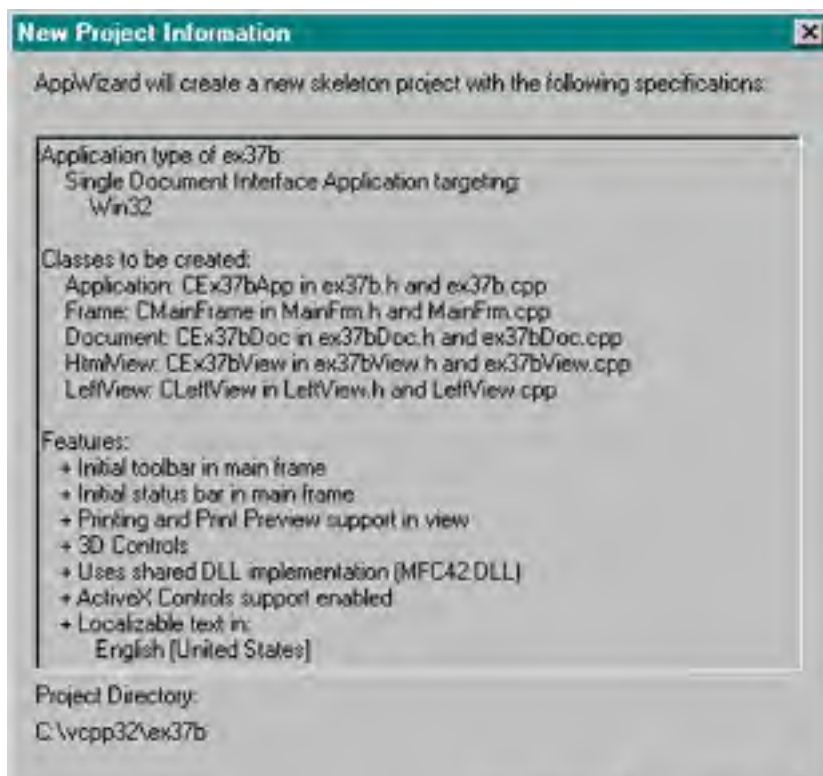 New Project Information
AppWizard will create a new skeleton project with the following specifications:
Application type of ex37b:
Single Document Interface Application targeting:
Win32
Classes to be created:
Application: CEx37bApp in ex37b.h and ex37b.cpp
Frame: CMainFrame in MainFrm.h and MainFrm.cpp
Document: CEx37bDoc in ex37bDoc.h and ex37bDoc.cpp
HtmlView: CEx37bView in ex37bView.h and ex37bView.cpp
LeftView: CLeftView in LeftView.h and LeftView.cpp
Features:
+ Initial toolbar in main frame
+ Initial status bar in main frame
+ Printing and Print Preview support in view
+ 3D Controls
+ Uses shared DLL implementation (MFC42.DLL)
+ ActiveX Controls support enabled
+ Localizable text in:
English [United States]
Project Directory:
C:\vcpp32\ex37b